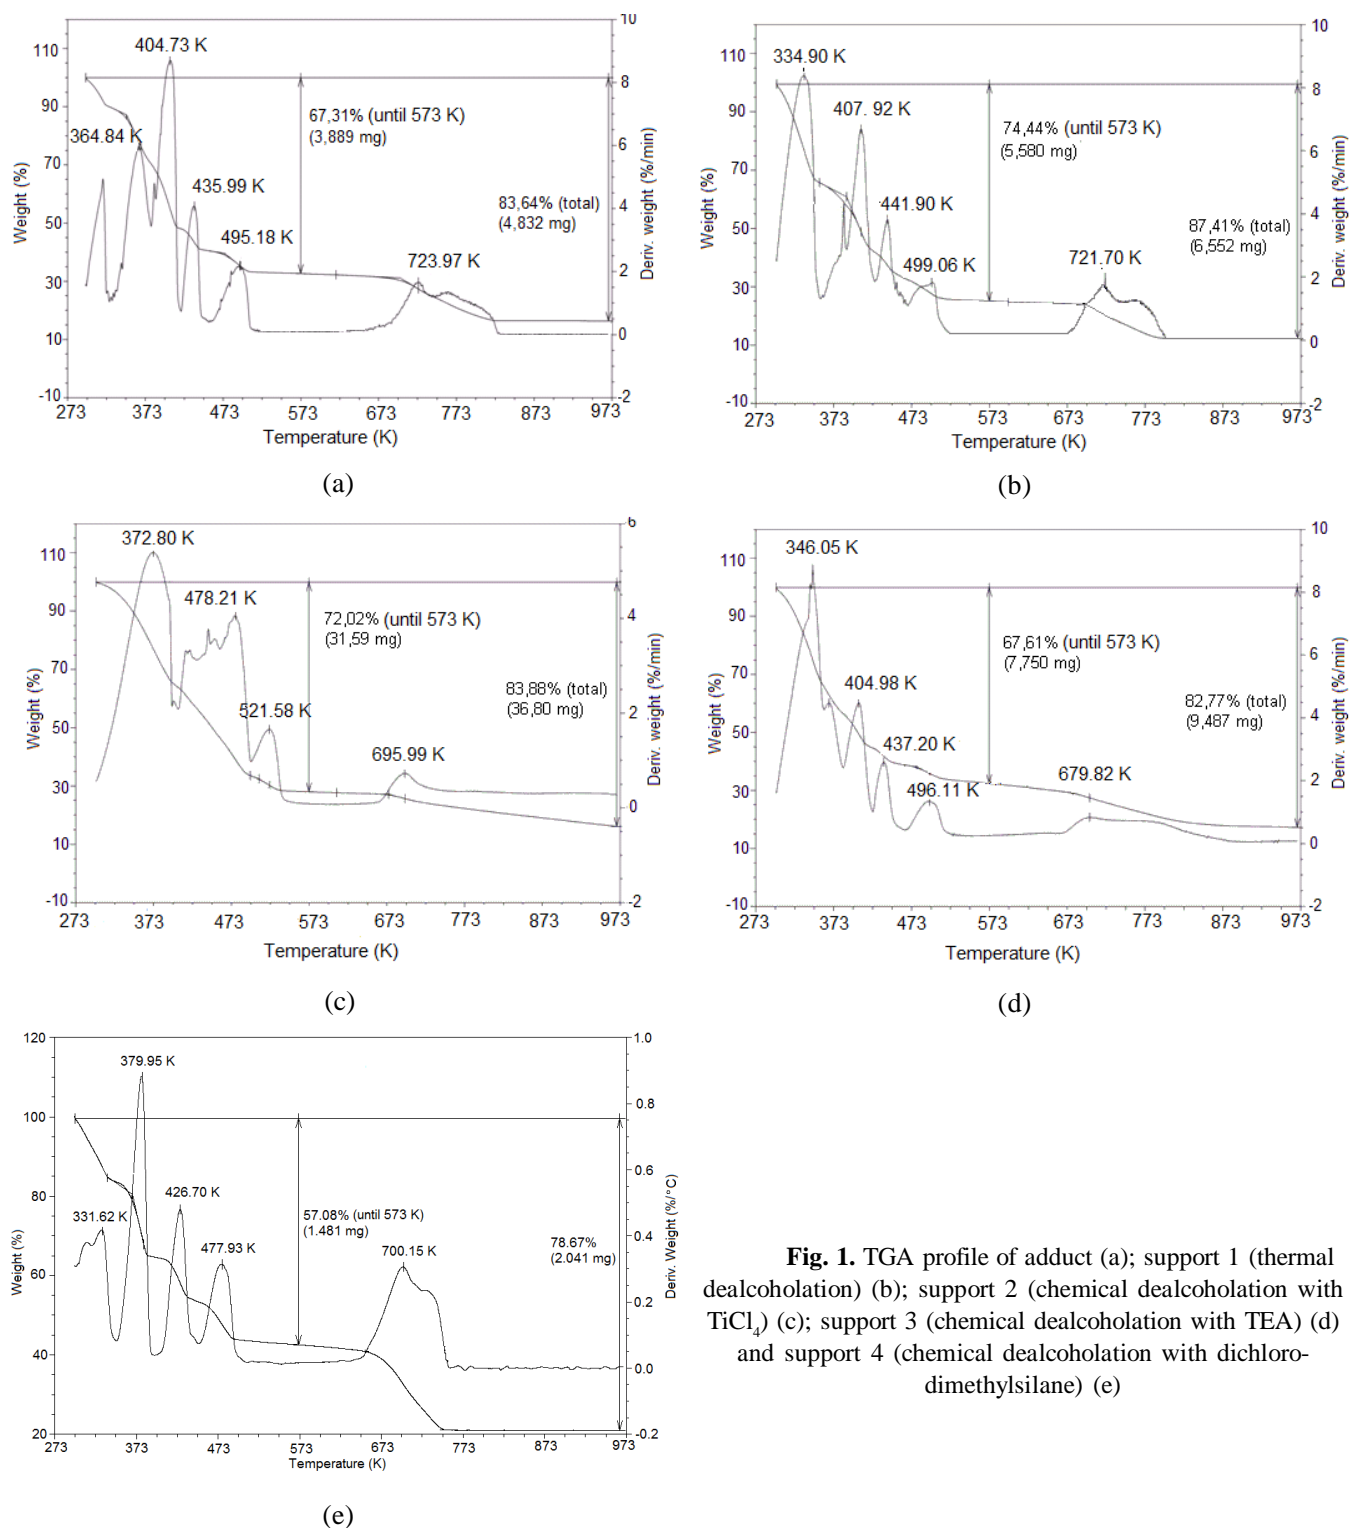 10
404.73 K
110
8
90
67,31% (until 573 K)
(3,889 mg)
364.84 K
6
70
435.99 K
4
50
83,64% (total)
(4,832 mg)
495.18 K
723.97 K
2
30
10
0
-10
-2
273 373 473 573 673 773 873 973
Weight (%)
Deriv. weight (%/min)
Temperature (K)
(a)
10
334.90 K
110
8
90
407. 92 K
74,44% (until 573 K)
(5,580 mg)
6
70
441.90 K
4
50
87,41% (total)
(6,552 mg)
499.06 K
721.70 K
2
30
10
0
-10
-2
273 373 473 573 673 773 873 973
Weight (%)
Deriv. weight (%/min)
Temperature (K)
(b)
6
372.80 K
110
478.21 K
90
4
72,02% (until 573 K)
(31,59 mg)
70
83,88% (total)
(36,80 mg)
521.58 K
2
50
695.99 K
30
0
10
-10
-2
273 373 473 573 673 773 873 973
Weight (%)
Deriv. weight (%/min)
Temperature (K)
(c)
10
346.05 K
110
8
90
67,61% (until 573 K)
(7,750 mg)
6
70
404.98 K
82,77% (total)
(9,487 mg)
4
50
437.20 K
679.82 K
2
30
496.11 K
10
0
-10
-2
273 373 473 573 673 773 873 973
Weight (%)
Deriv. weight (%/min)
Temperature (K)
(d)
120
1.0
379.95 K
100
0.8
80
0.6
426.70 K
331.62 K
57.08% (until 573 K)
(1.481 mg)
0.4
477.93 K
700.15 K
78.67%
(2.041 mg)
60
0.2
40
0.0
20
-0.2
273 373 473 573 673 773 873 973
Weight (%)
Deriv. Weight (%/°C)
Temperature (K)
(e)
Fig. 1. TGA profile of adduct (a); support 1 (thermal
dealcoholation) (b); support 2 (chemical dealcoholation with
TiCl4) (c); support 3 (chemical dealcoholation with TEA) (d)
and support 4 (chemical dealcoholation with dichloro-
dimethylsilane) (e)